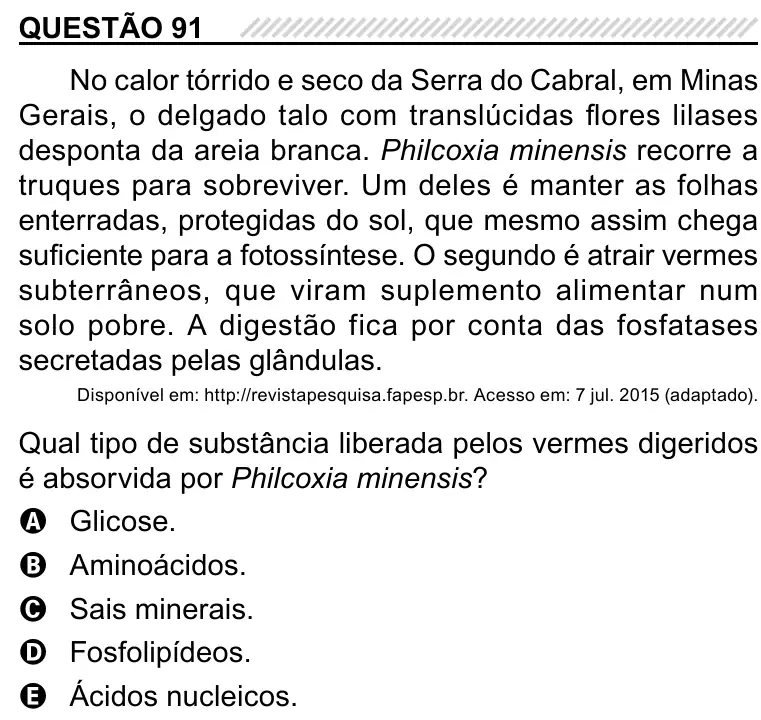 QUESTÃO 91
No calor tórrido e seco da Serra do Cabral, em Minas
Gerais, o delgado talo com translúcidas flores lilases
desponta da areia branca. Philcoxia minensis recorre a
truques para sobreviver. Um deles é manter as folhas
enterradas, protegidas do sol, que mesmo assim chega
suficiente para a fotossíntese. O segundo é atrair vermes
subterrâneos, que viram suplemento alimentar num
solo pobre. A digestão fica por conta das fosfatases
secretadas pelas glândulas.
Disponível em: http://revistapesquisa.fapesp.br. Acesso em: 7 jul. 2015 (adaptado).
Qual tipo de substância liberada pelos vermes digeridos
é absorvida por Philcoxia minensis?
A Glicose.
B Aminoácidos.
C Sais minerais.
D Fosfolipídeos.
E Ácidos nucleicos.